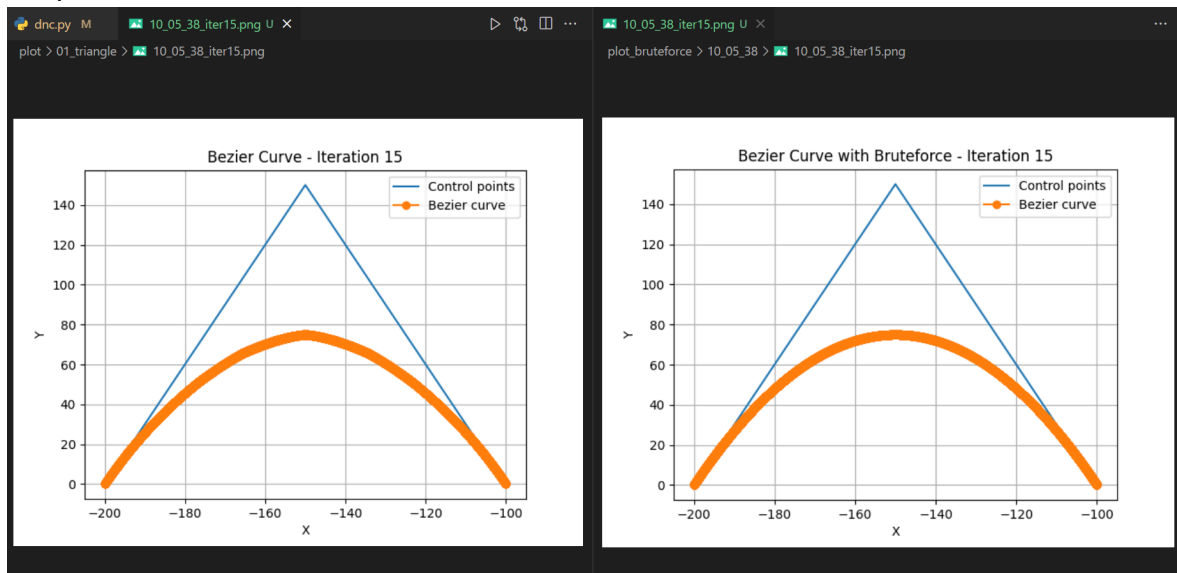 dnc.py M 10_05_38_iter15.png U ×
plot > 01_triangle > 10_05_38_iter15.png
Bezier Curve - Iteration 15
Control points
Bezier curve
140
120
100
80
60
40
20
0
Y
−200 −180 −160 −140 −120 −100
X
10_05_38_iter15.png U ×
plot_bruteforce > 10_05_38 > 10_05_38_iter15.png
Bezier Curve with Bruteforce - Iteration 15
Control points
Bezier curve
140
120
100
80
60
40
20
0
Y
−200 −180 −160 −140 −120 −100
X